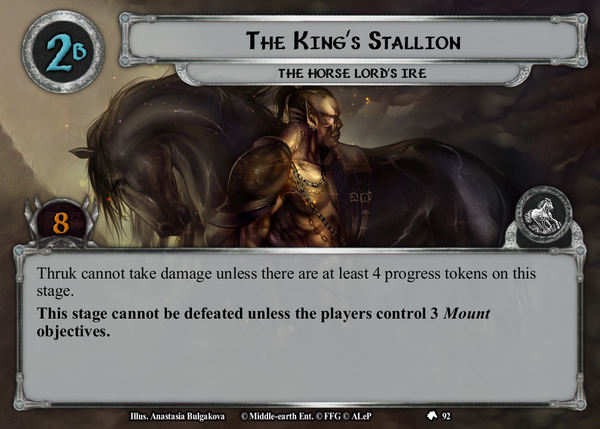 2B
The King's Stallion
The Horse Lord's Ire
8
Thruk cannot take damage unless there are at least 4 progress tokens on this
stage.
This stage cannot be defeated unless the players control 3 Mount
objectives.
Illus. Anastasia Bulgakova © Middle-earth Ent. © FFG © ALeP 92